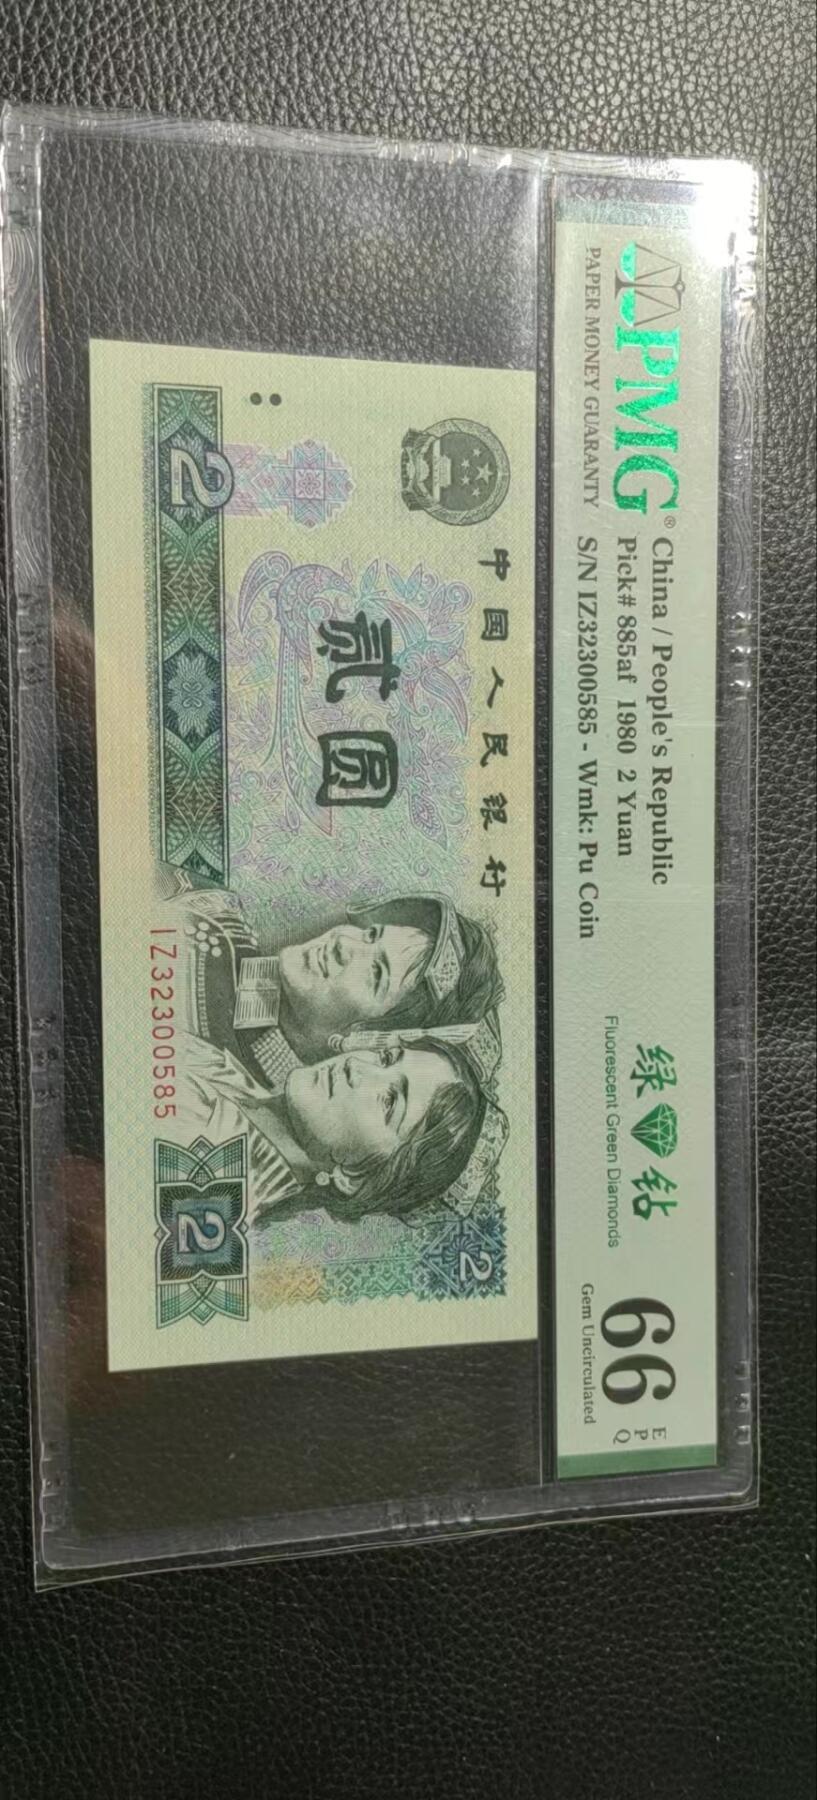 PMG®
PAPER MONEY GUARANTY
China / People's Republic
Pick# 885af 1980 2 Yuan
S/N IZ32300585 - Wmk: Pu Coin
绿 钻
Fluorescent Green Diamonds
66
EPQ
Gem Uncirculated
中国人民银行
贰圆
2
IZ32300585
2
2